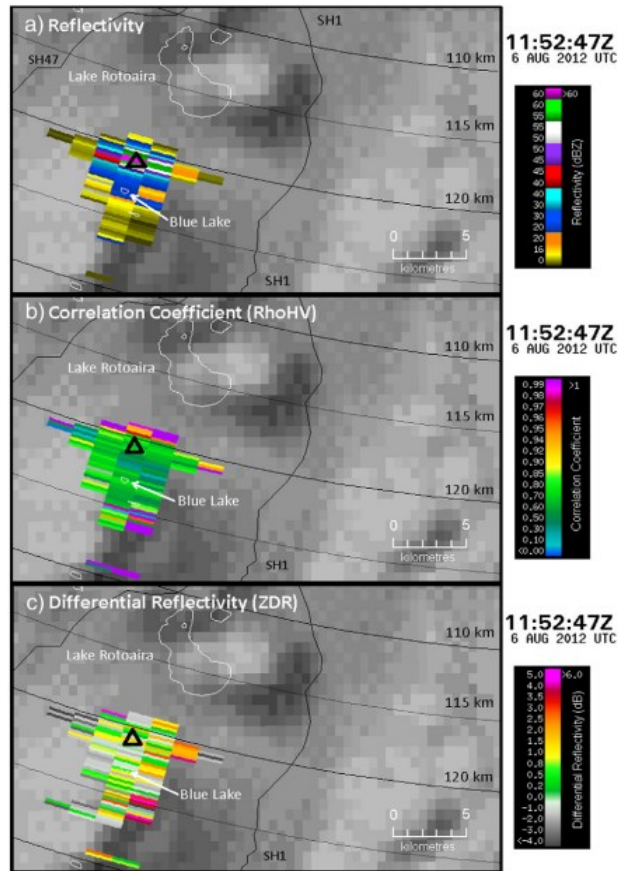 a) Reflectivity
SH1
SH47
110 km
Lake Rotoaira
115 km
120 km
Blue Lake
0 5
kilometres
SH1
11:52:47Z
6 AUG 2012 UTC
60 >60
60
55
55
50
50
45
45
40
40
30
30
20
20
16
16
0
Reflectivity (dBZ)
b) Correlation Coefficient (RhoHV)
110 km
Lake Rotoaira
115 km
120 km
Blue Lake
0 5
kilometres
SH1
11:52:47Z
6 AUG 2012 UTC
0.99 >1
0.98
0.98
0.97
0.96
0.95
0.94
0.92
0.90
0.85
0.80
0.70
0.60
0.50
0.45
0.30
0.10
<0.00
Correlation Coefficient
c) Differential Reflectivity (ZDR)
110 km
Lake Rotoaira
115 km
120 km
Blue Lake
0 5
kilometres
SH1
11:52:47Z
6 AUG 2012 UTC
5.0 >6.0
4.0
3.0
2.5
2.0
1.5
1.0
0.8
0.5
0.2
0.0
-1.0
-2.0
-3.0
<-4.0
Differential Reflectivity (dB)